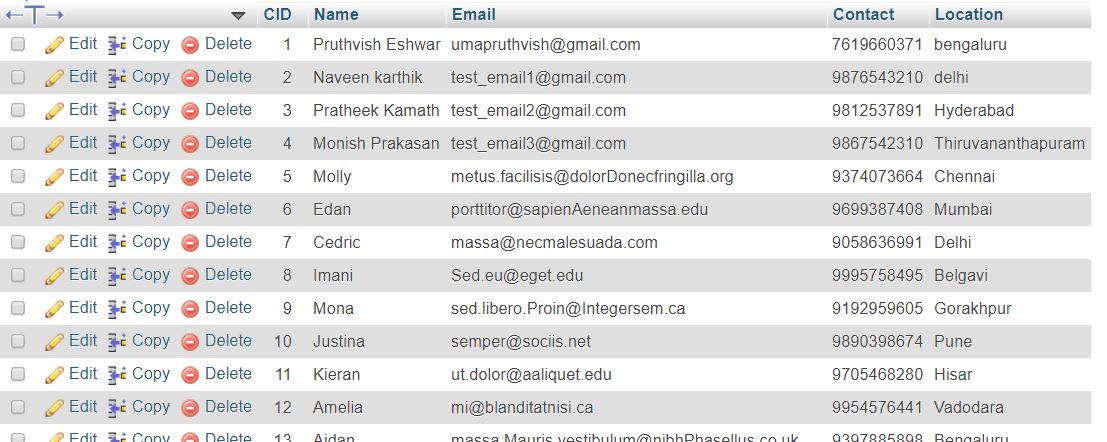 CID Name Email Contact Location
Edit Copy Delete 1 Pruthvish Eshwar umapruthvish@gmail.com 7619660371 bengaluru
Edit Copy Delete 2 Naveen karthik test_email1@gmail.com 9876543210 delhi
Edit Copy Delete 3 Pratheek Kamath test_email2@gmail.com 9812537891 Hyderabad
Edit Copy Delete 4 Monish Prakasan test_email3@gmail.com 9867542310 Thiruvananthapuram
Edit Copy Delete 5 Molly metus.facilisis@dolorDonecfringilla.org 9374073664 Chennai
Edit Copy Delete 6 Edan porttitor@sapienAeneanmassa.edu 9699387408 Mumbai
Edit Copy Delete 7 Cedric massa@necmalesuada.com 9058636991 Delhi
Edit Copy Delete 8 Imani Sed.eu@eget.edu 9995758495 Belgavi
Edit Copy Delete 9 Mona sed.libero.Proin@Integersem.ca 9192959605 Gorakhpur
Edit Copy Delete 10 Justina semper@sociis.net 9890398674 Pune
Edit Copy Delete 11 Kieran ut.dolor@aaliquet.edu 9705468280 Hisar
Edit Copy Delete 12 Amelia mi@blanditatnisi.ca 9954576441 Vadodara
Edit Copy Delete 13 Aidan massa.Mauris.vestibulum@nibhPhasellus.co.uk 9397885898 Bengaluru